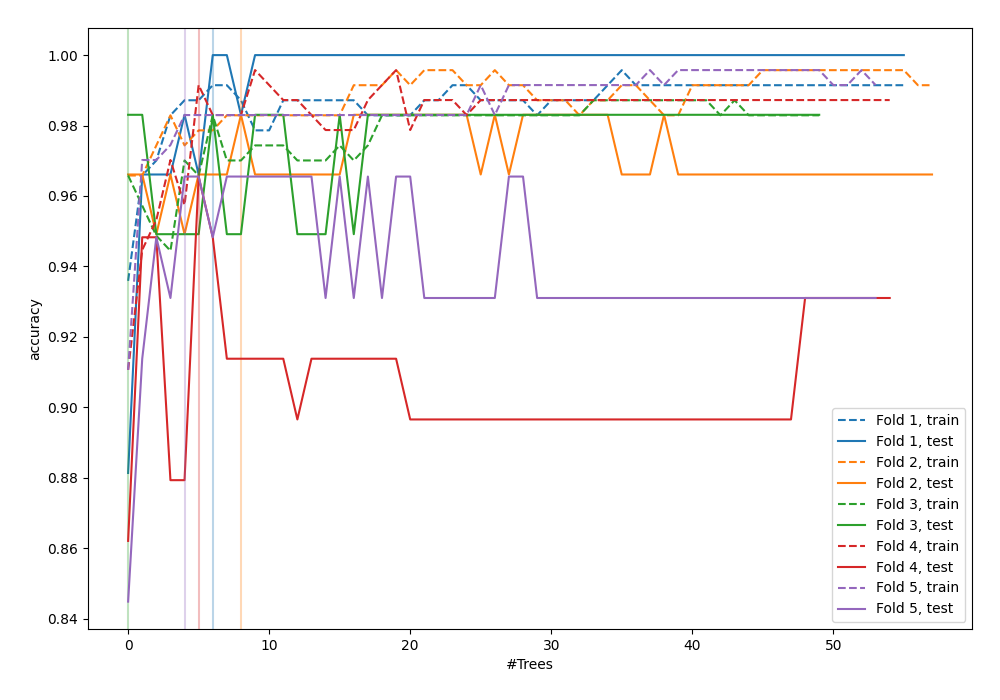 1.00
0.98
0.96
0.94
0.92
0.90
0.88
0.86
0.84
accuracy
0
10
20
30
40
50
#Trees
Fold 1, train
Fold 1, test
Fold 2, train
Fold 2, test
Fold 3, train
Fold 3, test
Fold 4, train
Fold 4, test
Fold 5, train
Fold 5, test